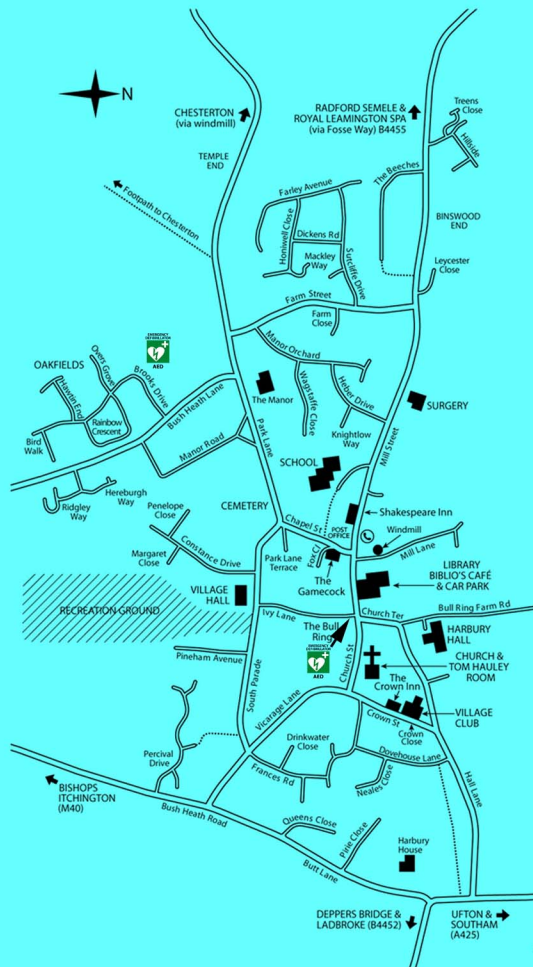 N
CHESTERTON
(via windmill)
RADFORD SEMELE &
ROYAL LEAMINGTON SPA
(via Fosse Way) B4455
Treens
Close
Hillside
TEMPLE
END
The Beeches
Footpath to Chesterton
Farley Avenue
BINSWOOD
END
Honiwell Close
Dickens Rd
Mackley
Way
Sutcliffe Drive
Leycester
Close
Farm Street
Farm
Close
EMERGENCY
DEFIBRILLATOR
AED
OAKFIELDS
Overs Grove
Brooks Drive
Hawtin End
Rainbow
Crescent
Bird
Walk
Bush Heath Lane
Manor Orchard
The Manor
Wagstaffe Close
Heber Drive
SURGERY
Park Lane
Knightlow
Way
Mill Street
Manor Road
SCHOOL
Hereburgh
Way
Ridgley
Way
CEMETERY
Penelope
Close
Shakespeare Inn
Chapel St
POST
OFFICE
Windmill
Constance Drive
Margaret
Close
Park Lane
Terrace
Fox Cl
Mill Lane
The
Gamecock
LIBRARY
BIBLIO'S CAFÉ
& CAR PARK
VILLAGE
HALL
RECREATION GROUND
Ivy Lane
Church Ter
Bull Ring Farm Rd
The Bull
Ring
EMERGENCY
DEFIBRILLATOR
AED
HARBURY
HALL
Church St
CHURCH &
TOM HAULEY
ROOM
Pineham Avenue
South Parade
The
Crown Inn
Vicarage Lane
Crown St
VILLAGE
CLUB
Crown
Close
Drinkwater
Close
Dovehouse Lane
Percival
Drive
Frances Rd
Neales Close
Hall Lane
BISHOPS
ITCHINGTON
(M40)
Bush Heath Road
Queens Close
Pirie Close
Harbury
House
Butt Lane
DEPPERS BRIDGE &
LADBROKE (B4452)
UFTON &
SOUTHAM
(A425)